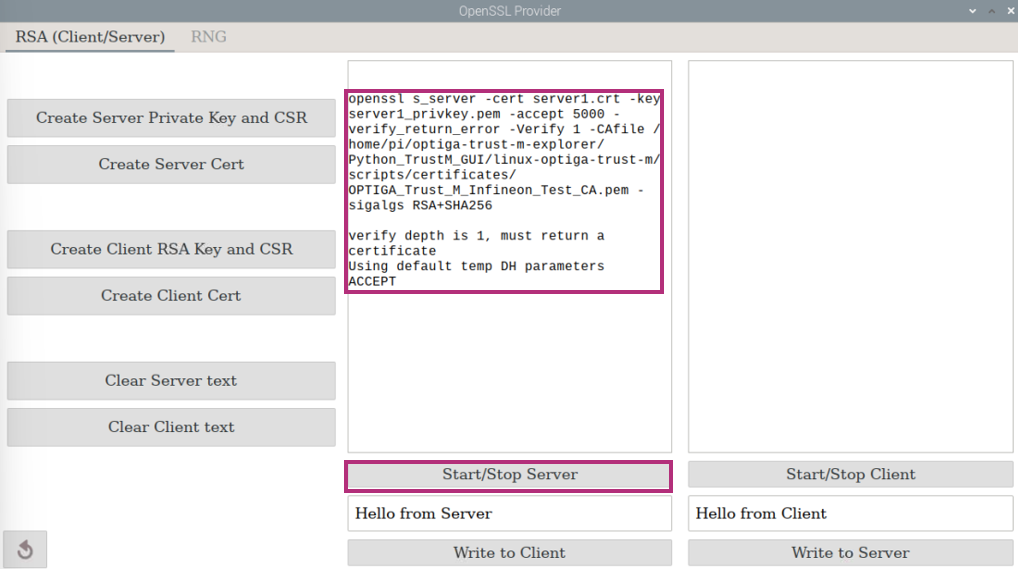 OpenSSL Provider
RSA (Client/Server)
RNG
Create Server Private Key and CSR
Create Server Cert
Create Client RSA Key and CSR
Create Client Cert
Clear Server text
Clear Client text
openssl s_server -cert server1.crt -key
server1_privkey.pem -accept 5000 -
verify_return_error -Verify 1 -CAfile /
home/pi/optiga-trust-m-explorer/
Python_TrustM_GUI/linux-optiga-trust-m/
scripts/certificates/
OPTIGA_Trust_M_Infineon_Test_CA.pem -
sigalgs RSA+SHA256
verify depth is 1, must return a
certificate
Using default temp DH parameters
ACCEPT
Start/Stop Server
Hello from Server
Write to Client
Start/Stop Client
Hello from Client
Write to Server